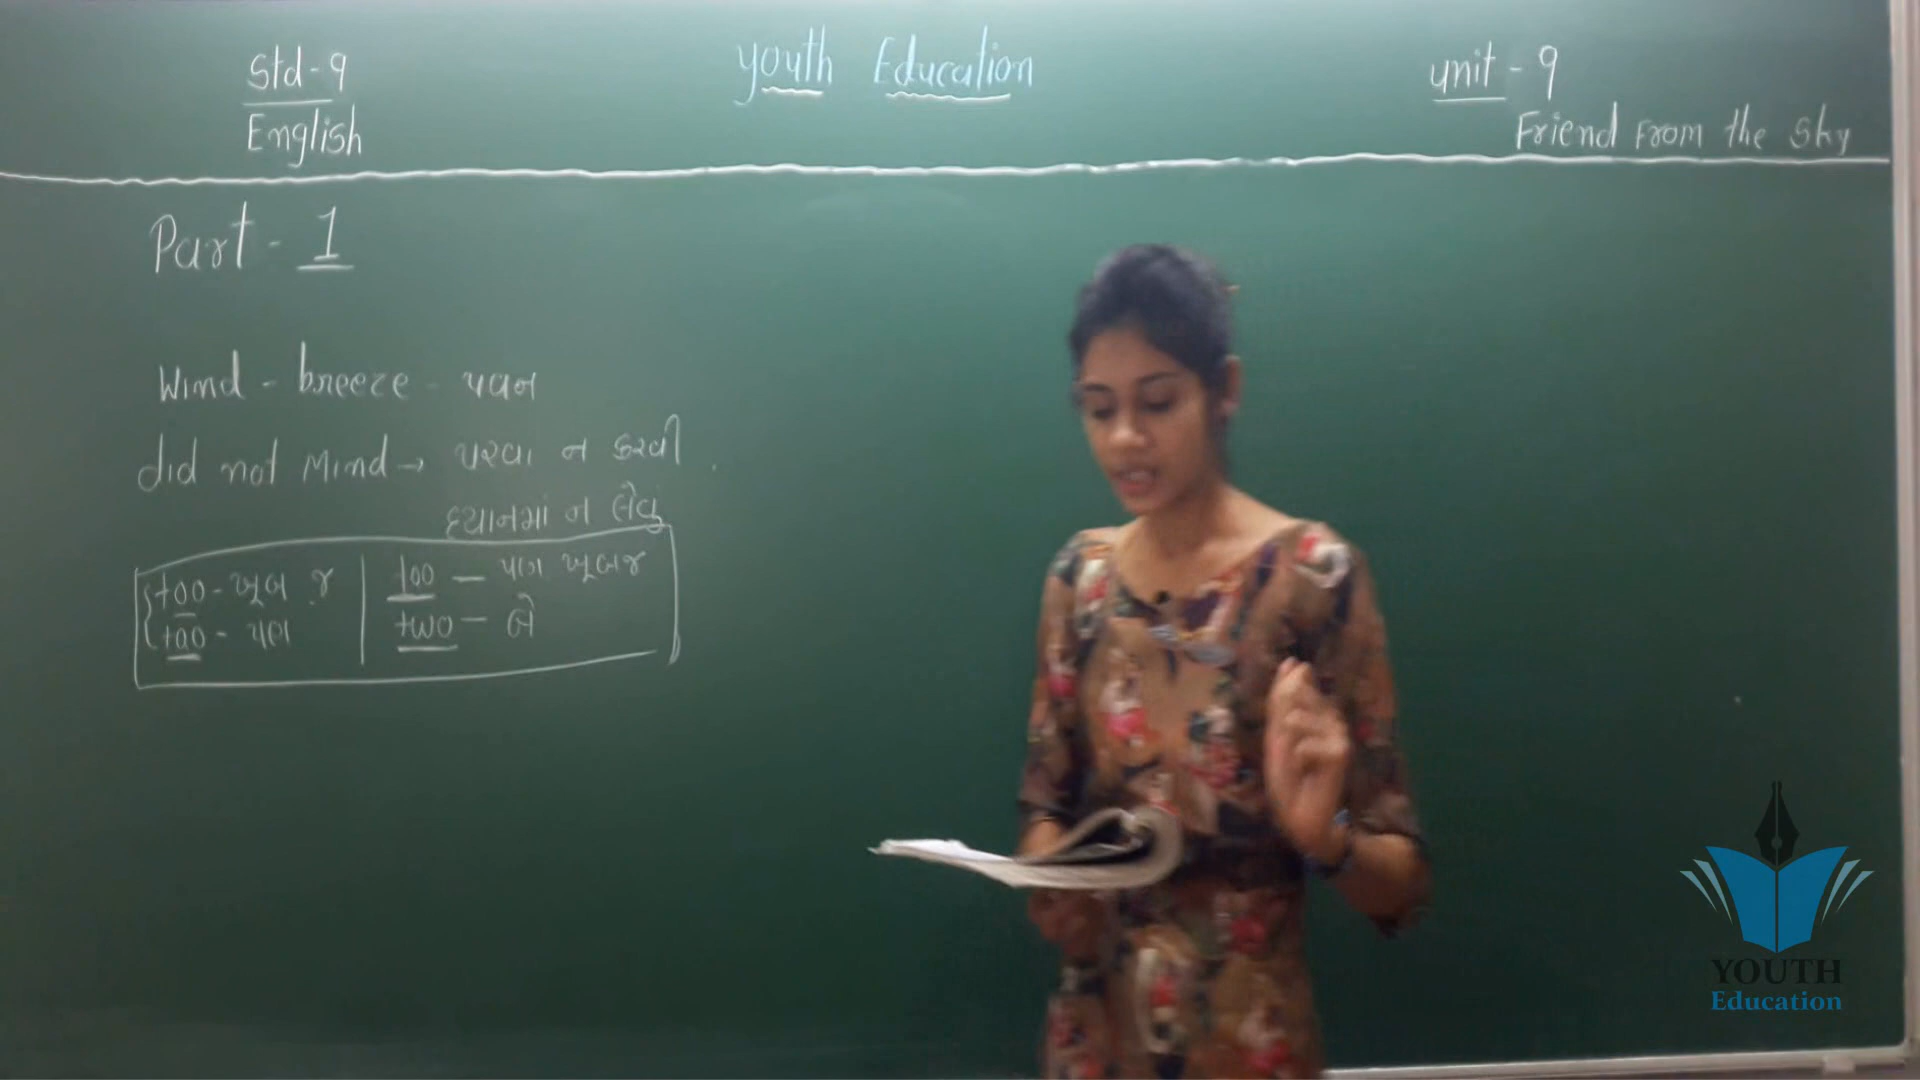 Std-9
English
youth Education
unit - 9
Friend From the Sky
Part - 1
Wind - breeze - પવન
did not Mind → પરવા ન કરવી
ધ્યાનમાં ન લેવુ
too - ખૂબ જ
too - પણ
too — પણ ખૂબજ
two — બે
YOUTH
Education